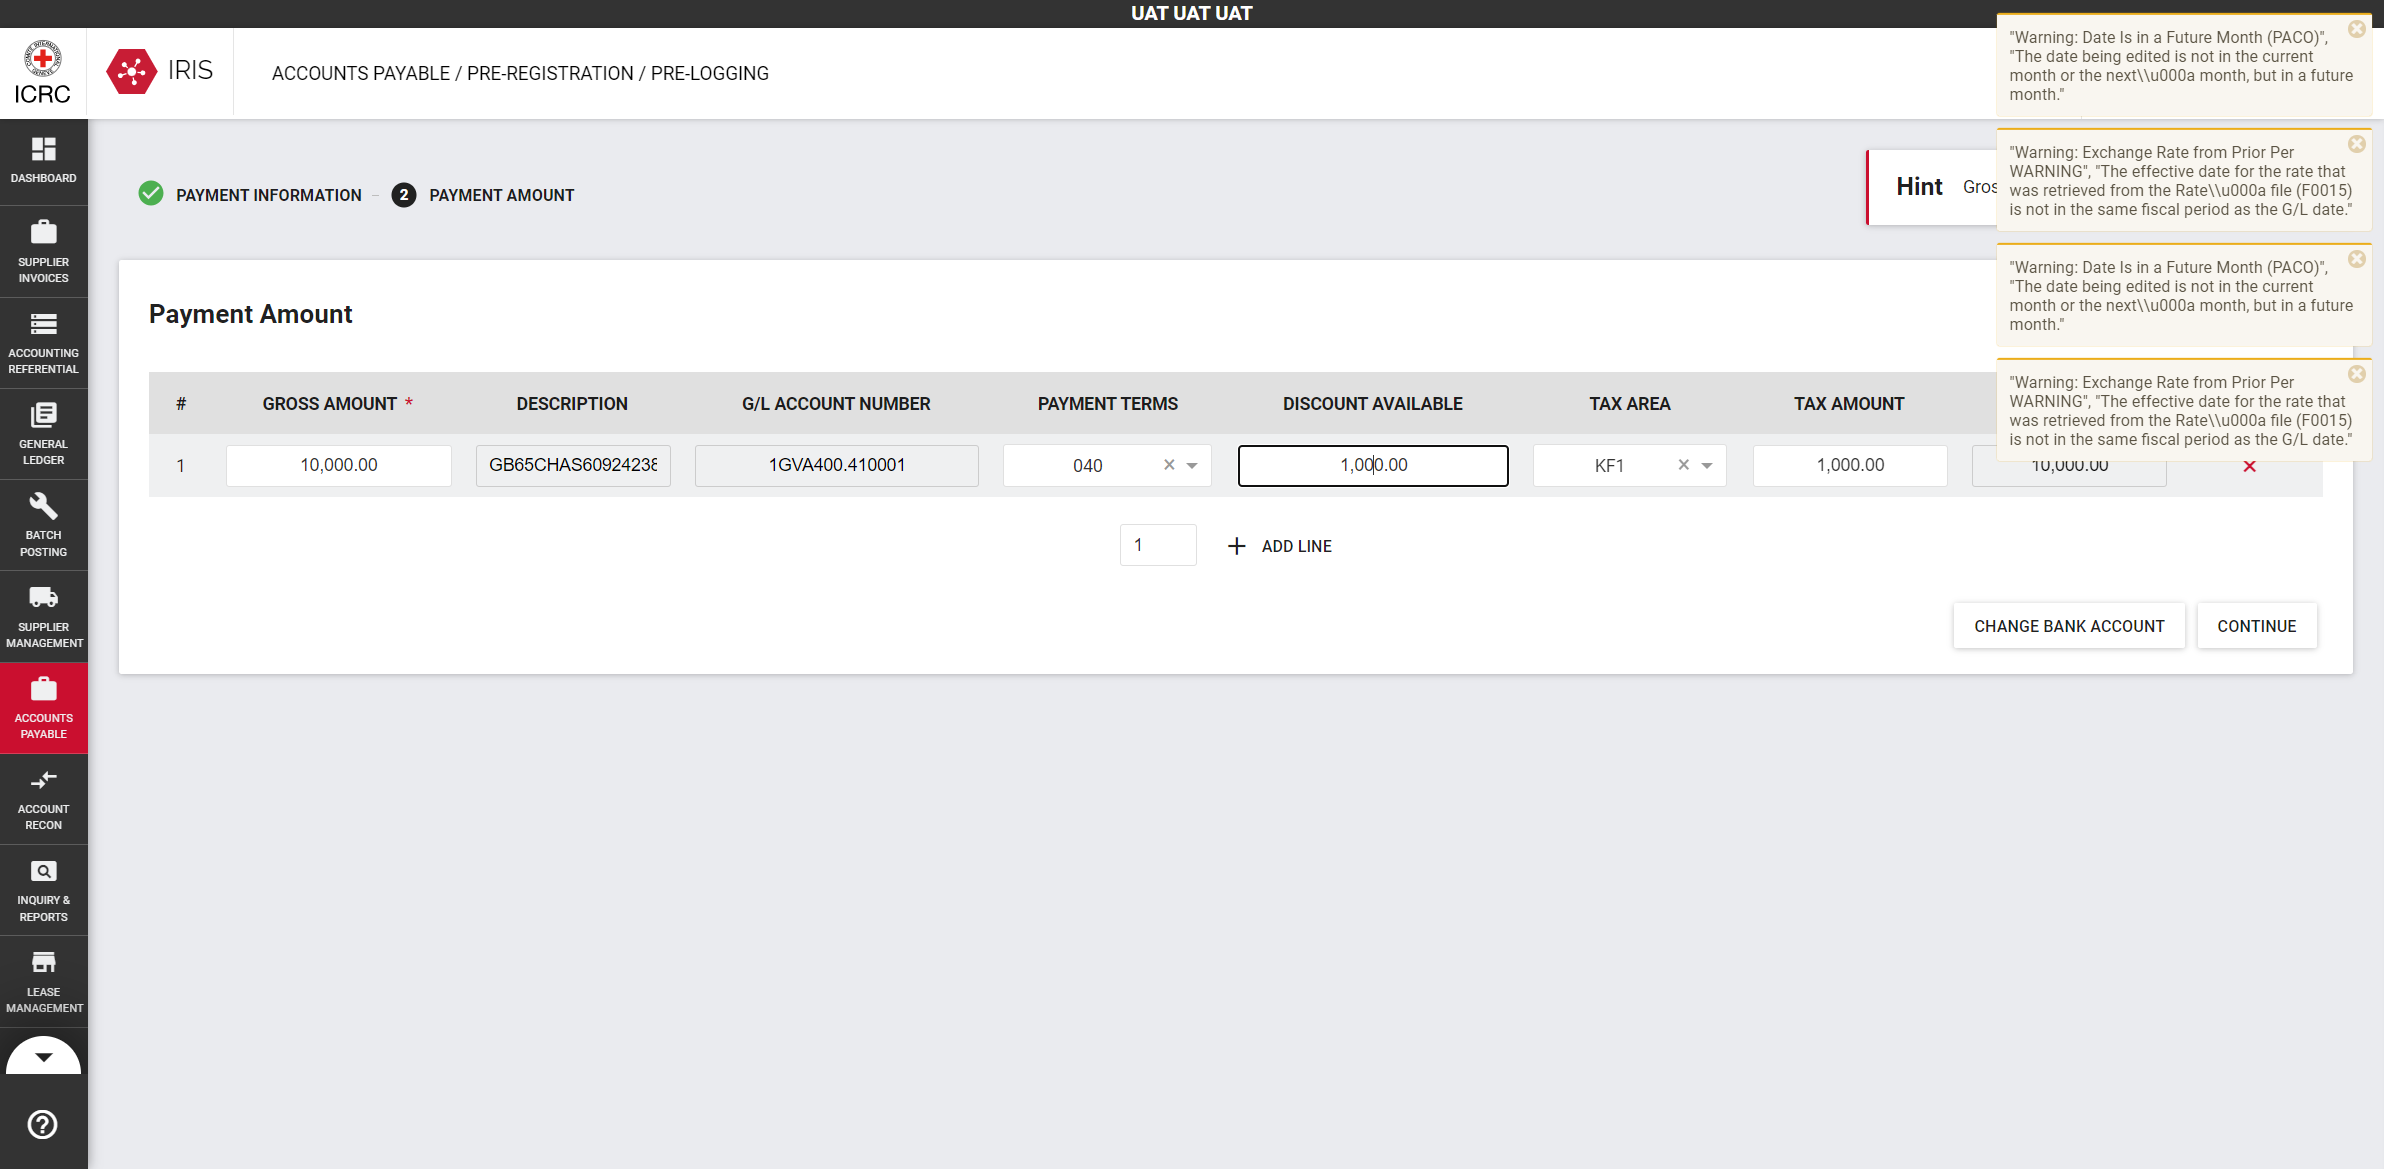 UAT UAT UAT
ICRC
IRIS
ACCOUNTS PAYABLE / PRE-REGISTRATION / PRE-LOGGING
"Warning: Date Is in a Future Month (PACO)",
"The date being edited is not in the current
month or the next\\u000a month, but in a future
month."
"Warning: Exchange Rate from Prior Per
WARNING", "The effective date for the rate that
was retrieved from the Rate\\u000a file (F0015)
is not in the same fiscal period as the G/L date."
"Warning: Date Is in a Future Month (PACO)",
"The date being edited is not in the current
month or the next\\u000a month, but in a future
month."
"Warning: Exchange Rate from Prior Per
WARNING", "The effective date for the rate that
was retrieved from the Rate\\u000a file (F0015)
is not in the same fiscal period as the G/L date."
DASHBOARD
SUPPLIER
INVOICES
ACCOUNTING
REFERENTIAL
GENERAL
LEDGER
BATCH
POSTING
SUPPLIER
MANAGEMENT
ACCOUNTS
PAYABLE
ACCOUNT
RECON
INQUIRY &
REPORTS
LEASE
MANAGEMENT
PAYMENT INFORMATION – 2 PAYMENT AMOUNT
Hint Gros
Payment Amount
# GROSS AMOUNT * DESCRIPTION G/L ACCOUNT NUMBER PAYMENT TERMS DISCOUNT AVAILABLE TAX AREA TAX AMOUNT
1 10,000.00 GB65CHAS60924238 1GVA400.410001 040 1,000.00 KF1 1,000.00 10,000.00
1 + ADD LINE
CHANGE BANK ACCOUNT CONTINUE